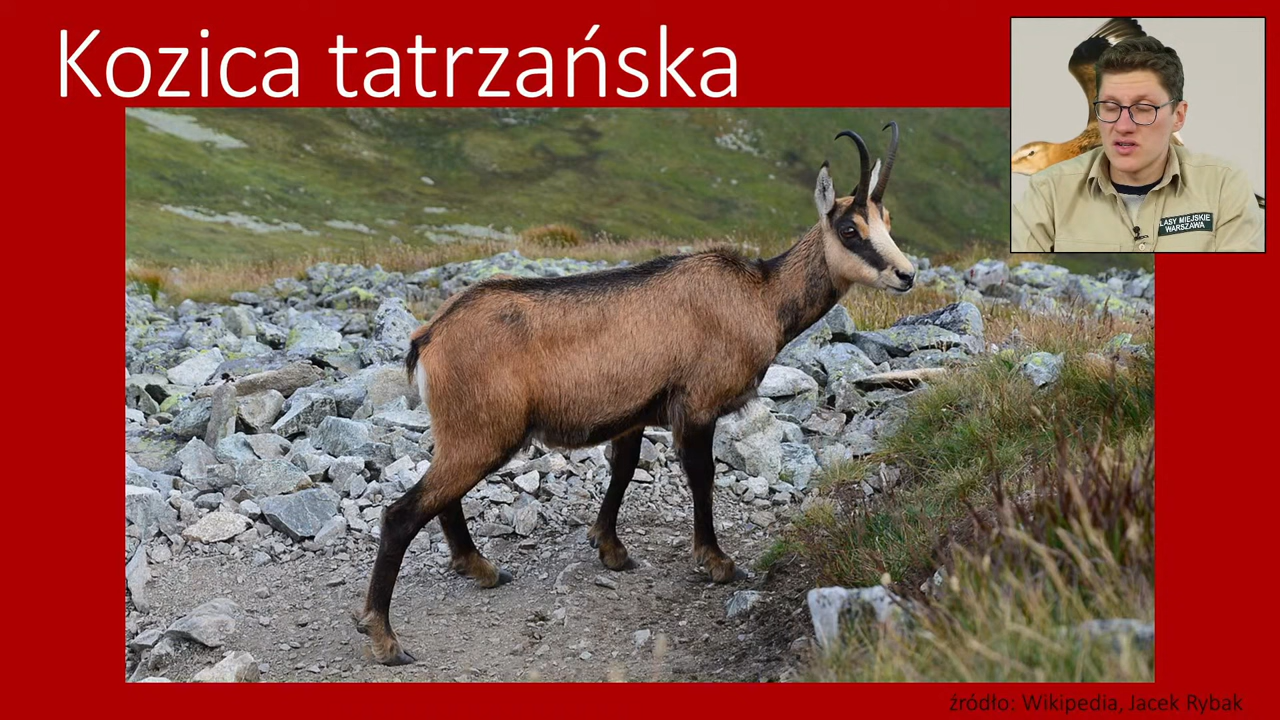 Kozica tatrzańska
LASY MIEJSKIE
WARSZAWA
źródło: Wikipedia, Jacek Rybak